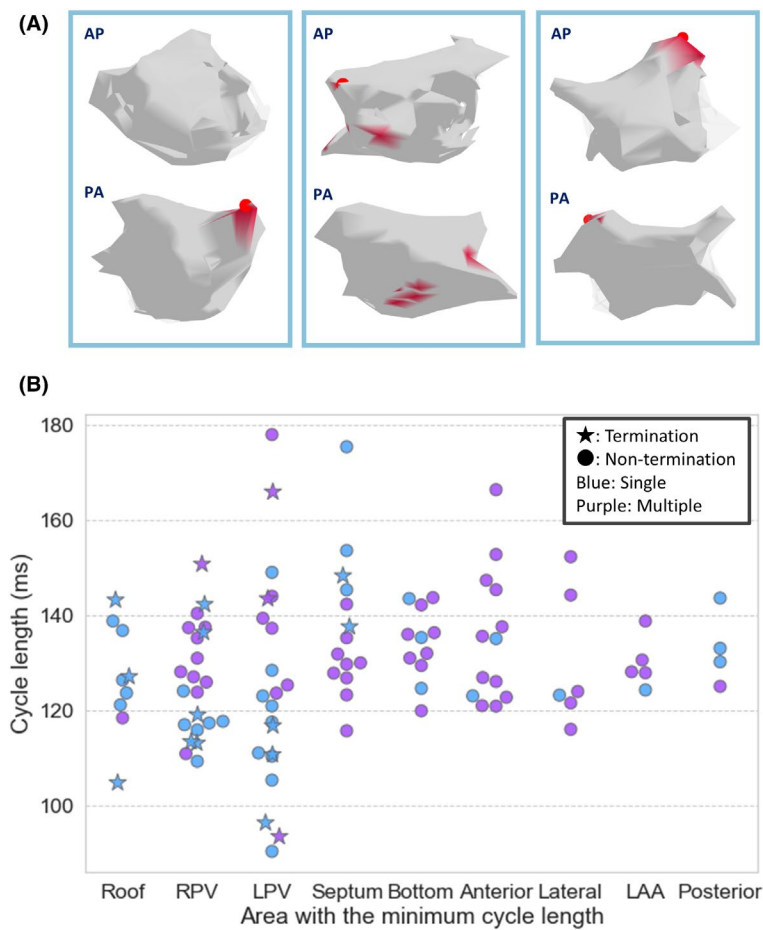 (A)
AP
AP
AP
PA
PA
PA
(B)
180
160
140
120
100
Cycle length (ms)
★: Termination
●: Non-termination
Blue: Single
Purple: Multiple
Roof RPV LPV Septum Bottom Anterior Lateral LAA Posterior
Area with the minimum cycle length